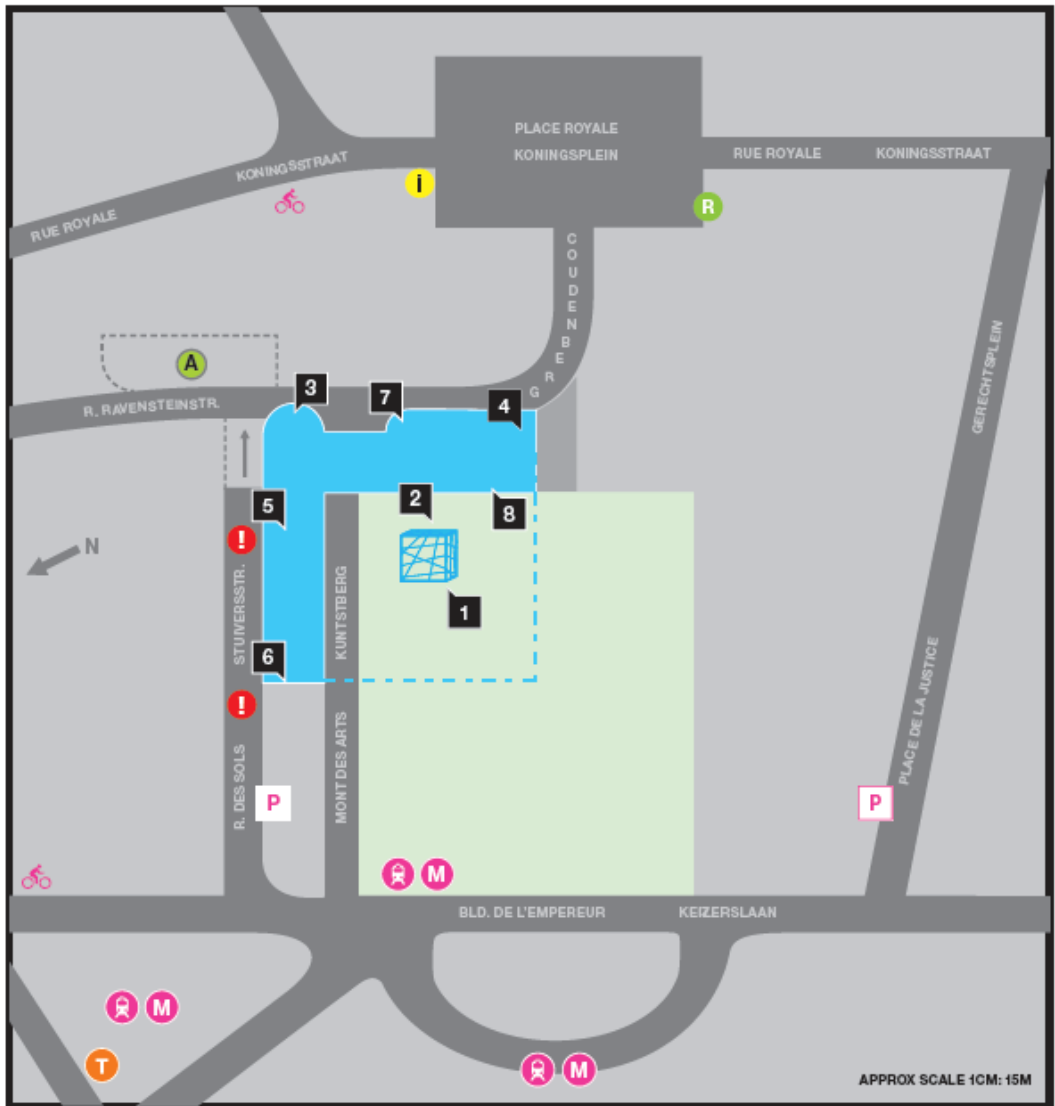 PLACE ROYALE
KONINGSPLEIN
RUE ROYALE
KONINGSSTRAAT
RUE ROYALE
KONINGSSTRAAT
i
R
COUDENBERG
A
R. RAVENSTEINSTR.
3
7
4
5
2
8
1
6
N
!
!
STUIVERSSTR.
R. DES SOLS
KUNTSTBERG
MONT DES ARTS
GERECHTSPLEIN
PLACE DE LA JUSTICE
P
P
M
BLD. DE L'EMPEREUR
KEIZERSLAAN
M
T
M
APPROX SCALE 1CM: 15M